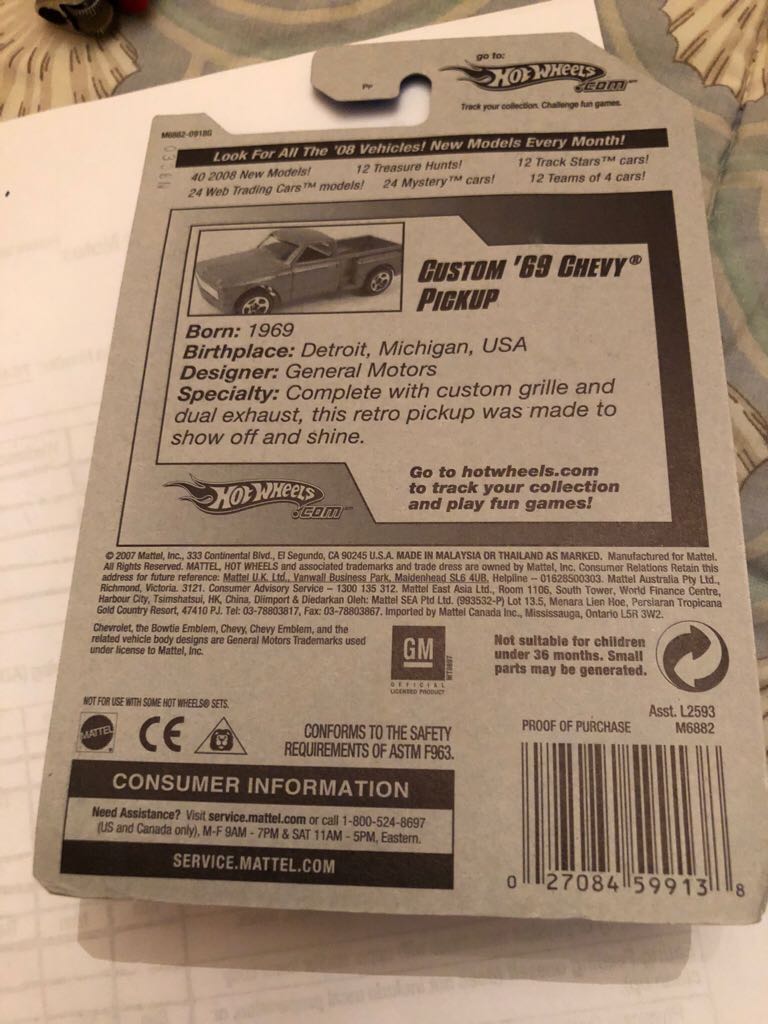 go to:
HOT WHEELS
.COM™
Track your collection. Challenge fun games.
PP
M6882-0918G
Look For All The '08 Vehicles! New Models Every Month!
40 2008 New Models! 12 Treasure Hunts! 12 Track Stars™ cars!
24 Web Trading Cars™ models! 24 Mystery™ cars! 12 Teams of 4 cars!
CUSTOM '69 CHEVY®
PICKUP
Born: 1969
Birthplace: Detroit, Michigan, USA
Designer: General Motors
Specialty: Complete with custom grille and
dual exhaust, this retro pickup was made to
show off and shine.
HOT WHEELS
.COM™
Go to hotwheels.com
to track your collection
and play fun games!
© 2007 Mattel, Inc., 333 Continental Blvd., El Segundo, CA 90245 U.S.A. MADE IN MALAYSIA OR THAILAND AS MARKED. Manufactured for Mattel.
All Rights Reserved. MATTEL, HOT WHEELS and associated trademarks and trade dress are owned by Mattel, Inc. Consumer Relations Retain this
address for future reference: Mattel U.K. Ltd., Vanwall Business Park, Maidenhead SL6 4UB. Helpline – 01628500303. Mattel Australia Pty Ltd.,
Richmond, Victoria. 3121. Consumer Advisory Service – 1300 135 312. Mattel East Asia Ltd., Room 1106, South Tower, World Finance Centre,
Harbour City, Tsimshatsui, HK, China. Diimport & Diedarkan Oleh: Mattel SEA Ptd Ltd. (993532-P) Lot 13.5, Menara Lien Hoe, Persiaran Tropicana
Gold Country Resort, 47410 PJ. Tel: 03-78803817, Fax: 03-78803867. Imported by Mattel Canada Inc., Mississauga, Ontario L5R 3W2.
Chevrolet, the Bowtie Emblem, Chevy, Chevy Emblem, and the
related vehicle body designs are General Motors Trademarks used
under license to Mattel, Inc.
GM
OFFICIAL
LICENSED PRODUCT
Not suitable for children
under 36 months. Small
parts may be generated.
NOT FOR USE WITH SOME HOT WHEELS® SETS.
MATTEL
CE
CONFORMS TO THE SAFETY
REQUIREMENTS OF ASTM F963.
Asst. L2593
PROOF OF PURCHASE M6882
CONSUMER INFORMATION
Need Assistance? Visit service.mattel.com or call 1-800-524-8697
(US and Canada only), M-F 9AM - 7PM & SAT 11AM - 5PM, Eastern.
SERVICE.MATTEL.COM
0 27084 59913 8